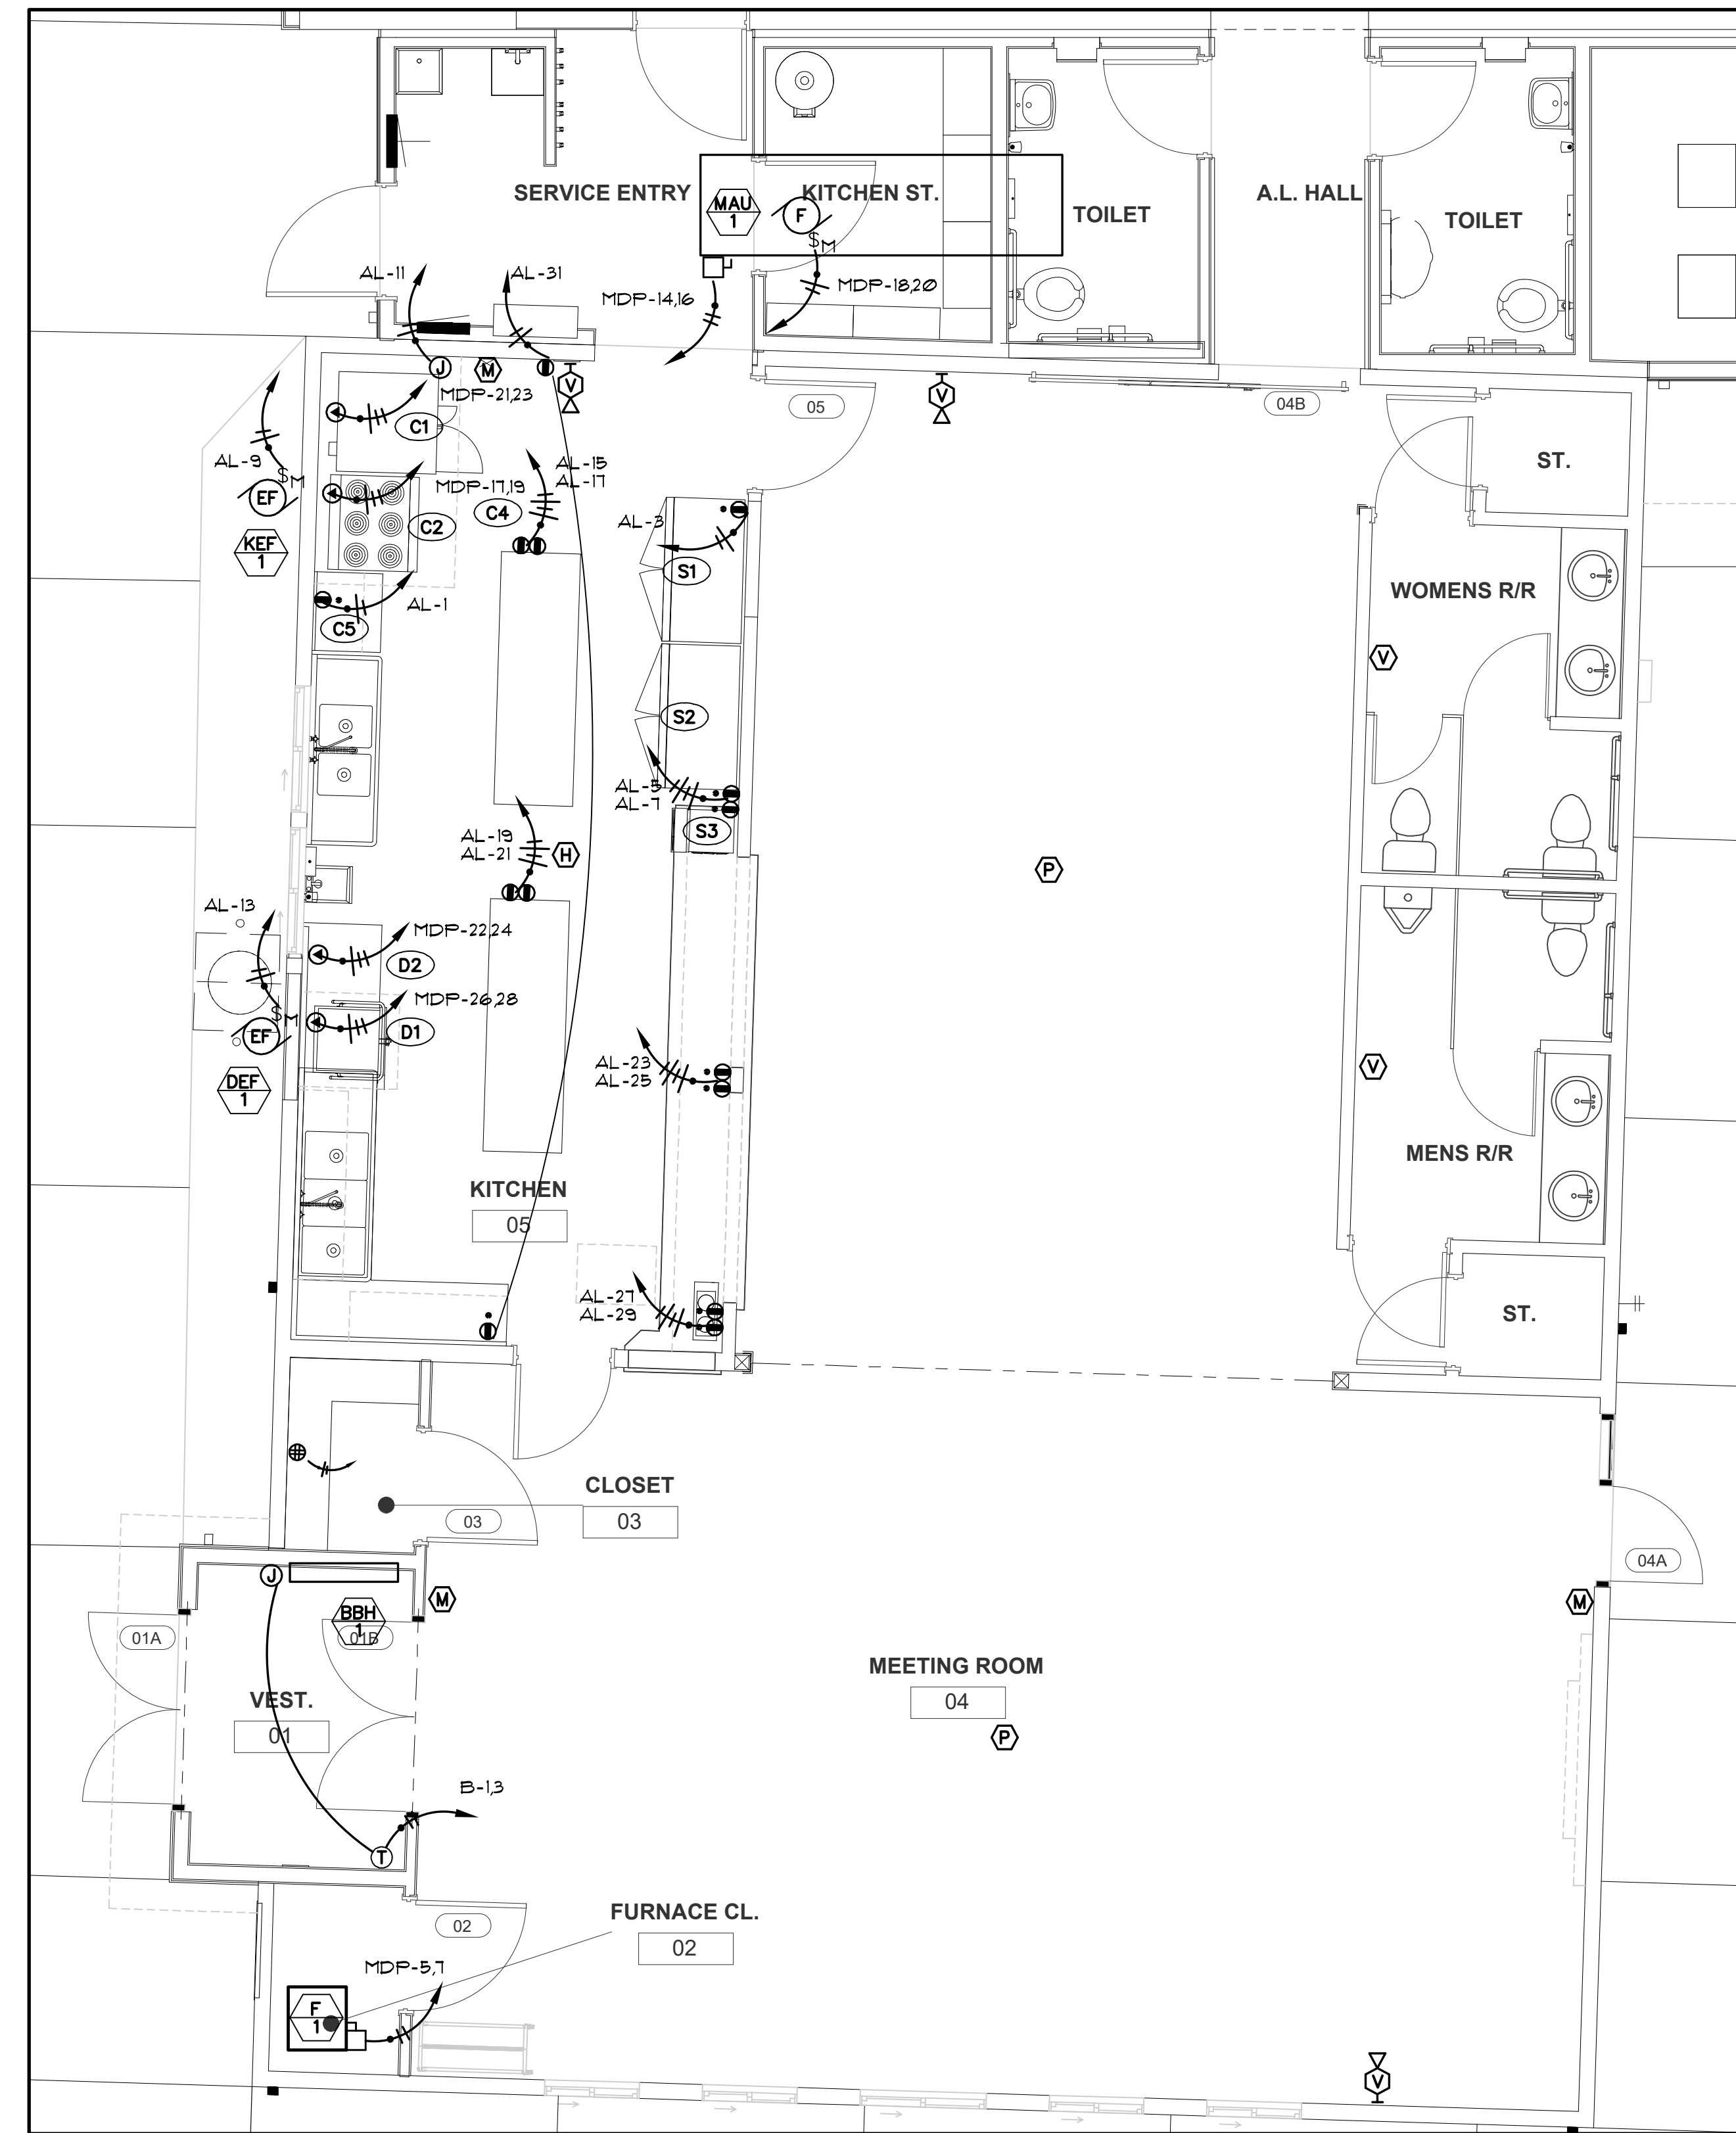 SERVICE ENTRY
MAU
1
KITCHEN ST.
F
$M
TOILET
A.L. HALL
TOILET
AL-11
AL-31
MDP-14,16
MDP-18,20
J
M
V
V
MDP-21,23
C1
05
04B
AL-9
$M
EF
KEF
1
MDP-17,19
C2
C4
AL-15
AL-17
AL-3
S1
ST.
AL-1
C5
WOMENS R/R
V
S2
AL-5
AL-7
S3
AL-19
AL-21
H
P
AL-13
$M
EF
DEF
1
MDP-22,24
D2
MDP-26,28
D1
AL-23
AL-25
V
MENS R/R
KITCHEN
05
AL-27
AL-29
ST.
CLOSET
03
03
04A
J
BBH
1
01B
M
M
01A
VEST.
01
MEETING ROOM
04
P
B-1,3
T
FURNACE CL.
02
02
MDP-5,7
F
1
V